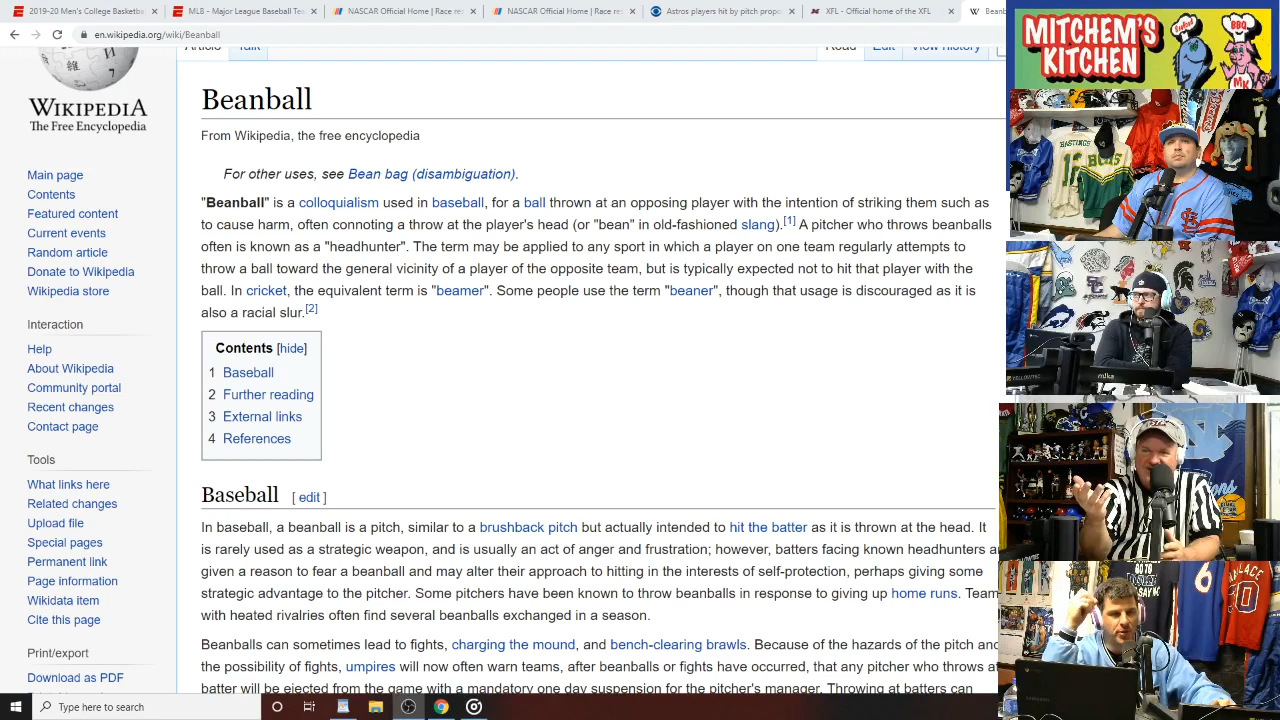 2019-20 Men's College Basketba
MLB - Major League Baseball Te
NASCAR Official Home | Race re
NASCAR Official Home | Race re
Astros players hit by pitch propo
XFL - Official home of the XFL
Bean
en.wikipedia.org/wiki/Beanball
MITCHEM'S
KITCHEN
Seafood
BBQ
MK
WIKIPEDIA
The Free Encyclopedia
Main page
Contents
Featured content
Current events
Random article
Donate to Wikipedia
Wikipedia store
Interaction
Help
About Wikipedia
Community portal
Recent changes
Contact page
Tools
What links here
Related changes
Upload file
Special pages
Permanent link
Page information
Wikidata item
Cite this page
Print/export
Download as PDF
Article
Talk
Read
Edit
View history
Beanball
From Wikipedia, the free encyclopedia
For other uses, see Bean bag (disambiguation).
"Beanball" is a colloquialism used in baseball, for a ball thrown at an opposing player with the intention of striking them such as
to cause harm, often connoting a throw at the player's head (or "bean" in old-fashioned slang).[1] A pitcher who throws beanballs
often is known as a "headhunter". The term may be applied to any sport in which a player on one team regularly attempts to
throw a ball toward the general vicinity of a player of the opposite team, but is typically expected not to hit that player with the
ball. In cricket, the equivalent term is "beamer". Some people use the term "beaner", though that usage is discouraged as it is
also a racial slur.[2]
Contents [hide]
1 Baseball
2 Further reading
3 External links
4 References
Baseball [ edit ]
In baseball, a beanball is a pitch, similar to a brushback pitch but actually intended to hit the batter as it is thrown at the head. It
is rarely used as a strategic weapon, and is usually an act of anger and frustration; however, batters facing known headhunters a
given a reason to fear a beanball and may alter their approach to hitting in the interests of self-protection, perhaps giving some
strategic advantage to the pitcher. Some pitchers have been known to throw beanballs in response to giving up home runs. Team
with heated rivalries often find several beanballs exchanged in a season.
Beanballs can sometimes lead to fights, charging the mound, and bench-clearing brawls. Because of the hazards of the pitch and
the possibility of fights, umpires will now often warn teams, after beanballs or fights have occurred, that any pitcher who throws at
batter will be ejected from the game with a mandatory one day suspension for the pitcher's manager. Throwing at batters can
Type here to search
HASTINGS
12
BUCS
7
YELLOWTEC
mika
GO TO
6
WALLACE
SAMSUNG